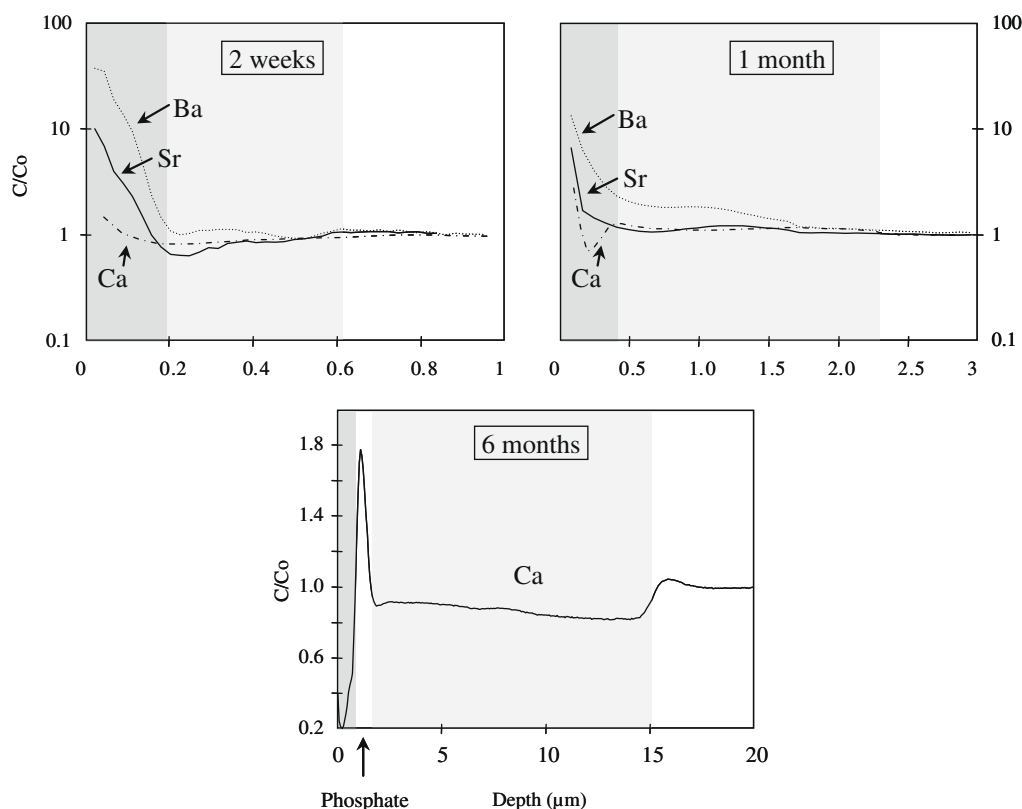 100
10
1
0.1
C/Co
2 weeks
Ba
Sr
Ca
0 0.2 0.4 0.6 0.8 1
1 month
Ba
Sr
Ca
100
10
1
0.1
0 0.5 1.0 1.5 2.0 2.5 3
1.8
1.4
1.0
0.6
0.2
C/Co
6 months
Ca
0 5 10 15 20
Phosphate
Depth (µm)